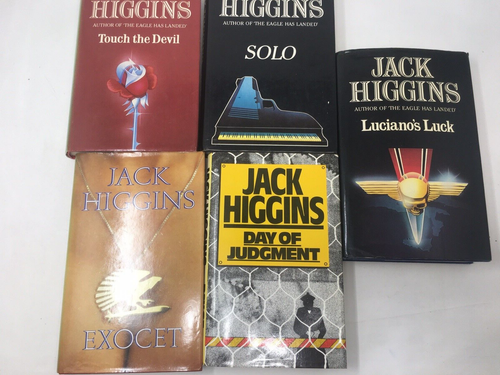 HIGGINS
AUTHOR OF 'THE EAGLE HAS LANDED'
Touch the Devil
HIGGINS
AUTHOR OF 'THE EAGLE HAS LANDED'
SOLO
JACK
HIGGINS
AUTHOR OF 'THE EAGLE HAS LANDED'
Luciano's Luck
JACK
HIGGINS
EXOCET
JACK
HIGGINS
DAY OF
JUDGMENT